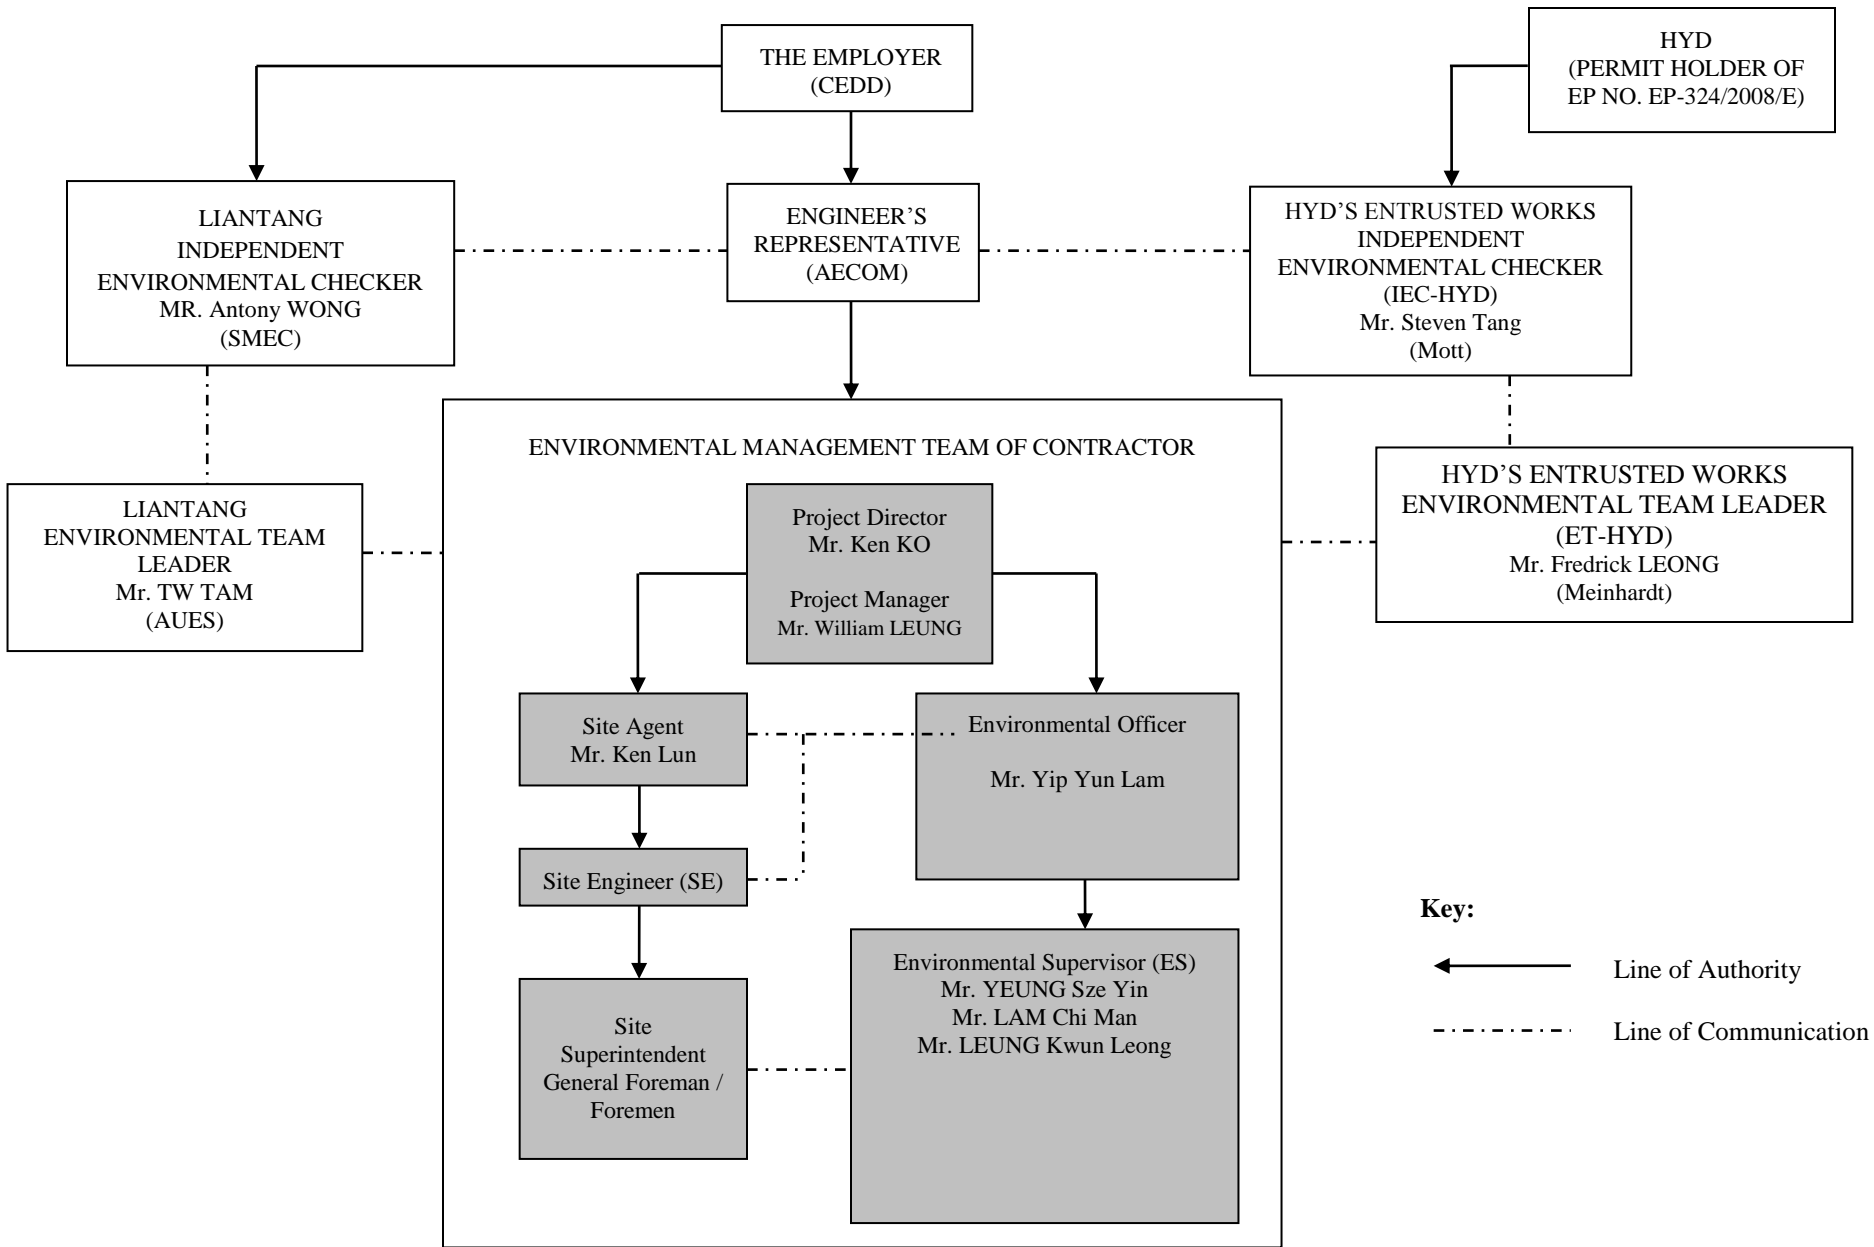 THE EMPLOYER
(CEDD)
HYD
(PERMIT HOLDER OF
EP NO. EP-324/2008/E)
LIANTANG
INDEPENDENT
ENVIRONMENTAL CHECKER
MR. Antony WONG
(SMEC)
ENGINEER’S
REPRESENTATIVE
(AECOM)
HYD’S ENTRUSTED WORKS
INDEPENDENT
ENVIRONMENTAL CHECKER
(IEC-HYD)
Mr. Steven Tang
(Mott)
LIANTANG
ENVIRONMENTAL TEAM
LEADER
Mr. TW TAM
(AUES)
ENVIRONMENTAL MANAGEMENT TEAM OF CONTRACTOR
HYD’S ENTRUSTED WORKS
ENVIRONMENTAL TEAM LEADER
(ET-HYD)
Mr. Fredrick LEONG
(Meinhardt)
Project Director
Mr. Ken KO
Project Manager
Mr. William LEUNG
Site Agent
Mr. Ken Lun
Environmental Officer
Mr. Yip Yun Lam
Site Engineer (SE)
Site
Superintendent
General Foreman /
Foremen
Environmental Supervisor (ES)
Mr. YEUNG Sze Yin
Mr. LAM Chi Man
Mr. LEUNG Kwun Leong
Key:
Line of Authority
Line of Communication